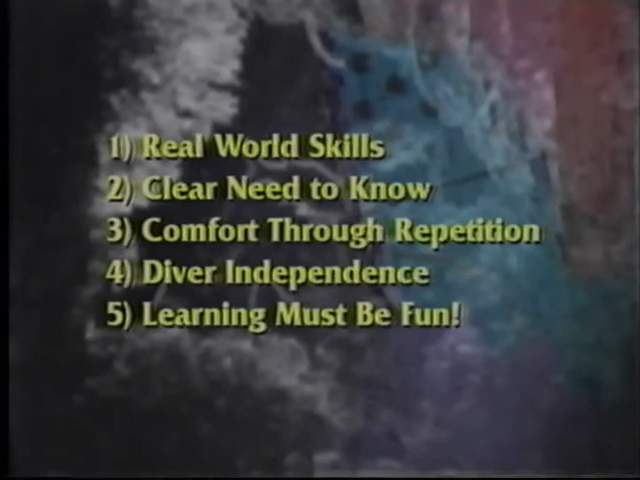 1) Real World Skills
2) Clear Need to Know
3) Comfort Through Repetition
4) Diver Independence
5) Learning Must Be Fun!